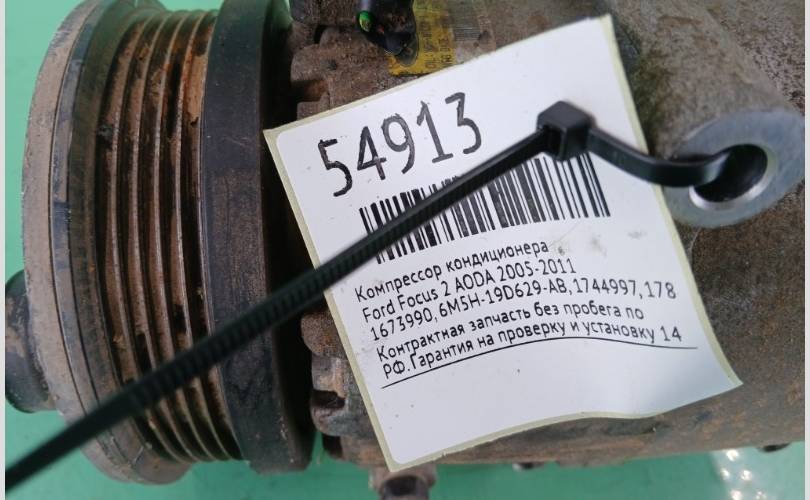 54913
Компрессор кондиционера
Ford Focus 2 AODA 2005-2011
1673990,6M5H-19D629-AB,1744997,178
Контрактная запчасть без пробега по
РФ.Гарантия на проверку и установку 14